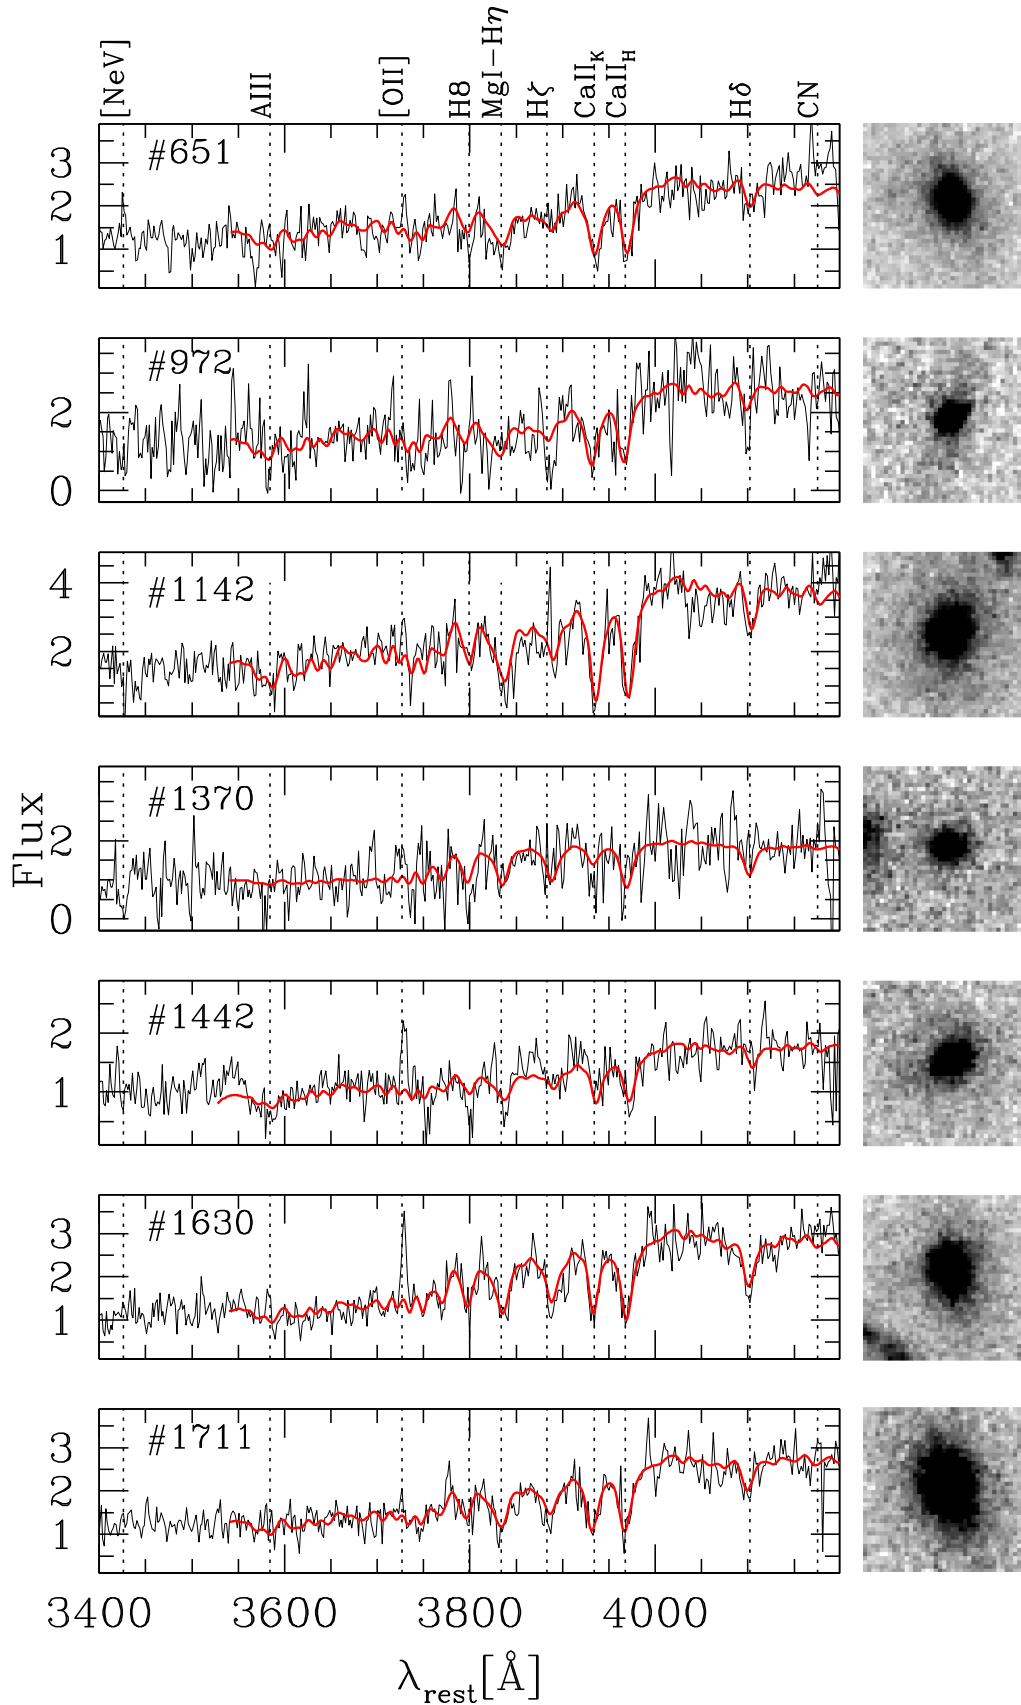 [NeV]
AlII
[OII]
H8
MgI-Hη
Hζ
CaII_K
CaII_H
Hδ
CN
#651
3
2
1
#972
2
0
#1142
4
2
Flux
#1370
2
0
#1442
2
1
#1630
3
2
1
#1711
3
2
1
3400 3600 3800 4000
λ_rest[Å]